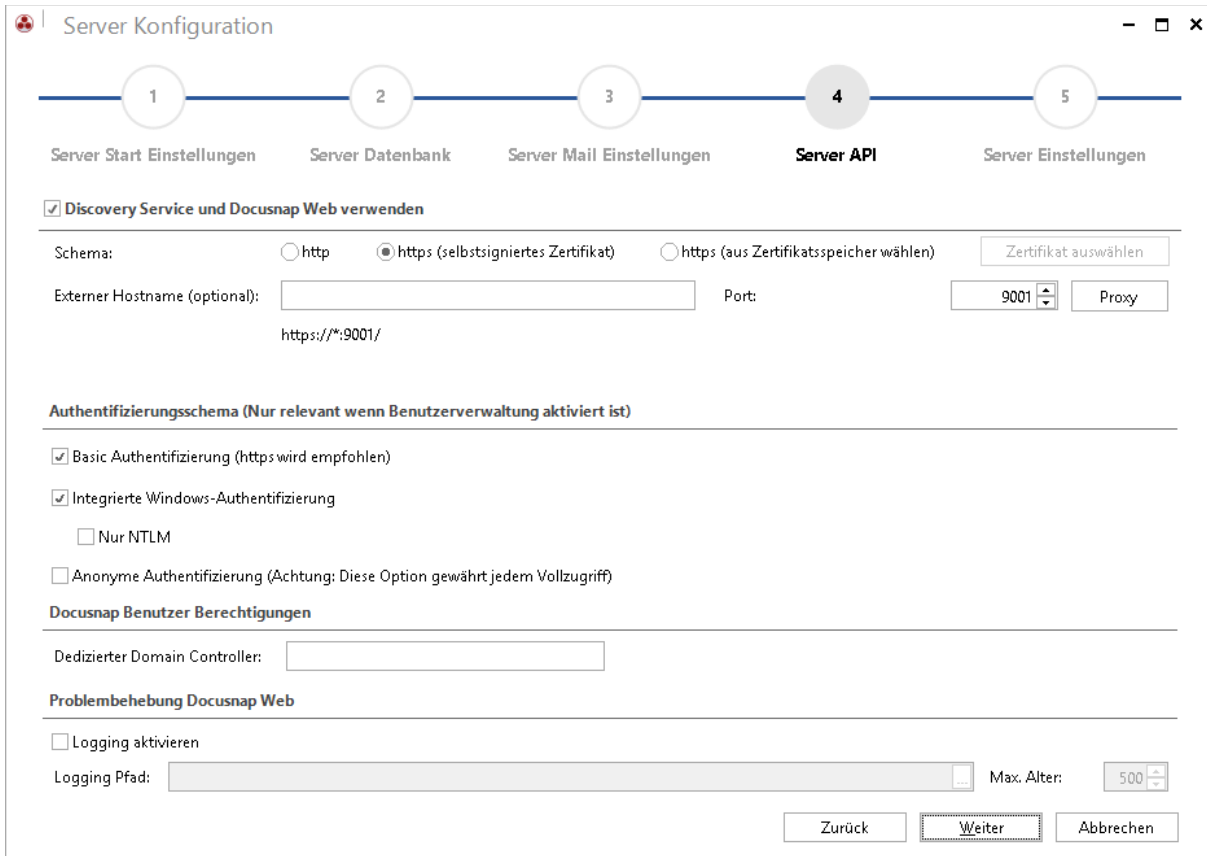 Server Konfiguration
1 2 3 4 5
Server Start Einstellungen Server Datenbank Server Mail Einstellungen Server API Server Einstellungen
Discovery Service und Docusnap Web verwenden
Schema: http https (selbstsigniertes Zertifikat) https (aus Zertifikatsspeicher wählen) Zertifikat auswählen
Externer Hostname (optional): Port: 9001 Proxy
https://*:9001/
Authentifizierungsschema (Nur relevant wenn Benutzerverwaltung aktiviert ist)
Basic Authentifizierung (https wird empfohlen)
Integrierte Windows-Authentifizierung
Nur NTLM
Anonyme Authentifizierung (Achtung: Diese Option gewährt jedem Vollzugriff)
Docusnap Benutzer Berechtigungen
Dedizierter Domain Controller:
Problembehebung Docusnap Web
Logging aktivieren
Logging Pfad: ... Max. Alter: 500
Zurück Weiter Abbrechen